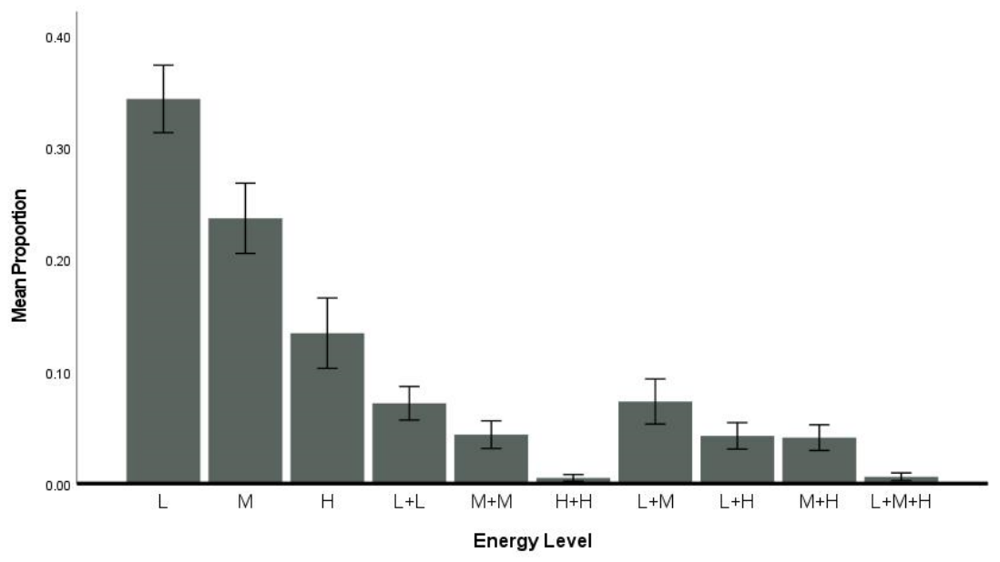 0.40
0.30
0.20
0.10
0.00
Mean Proportion
L M H L+L M+M H+H L+M L+H M+H L+M+H
Energy Level